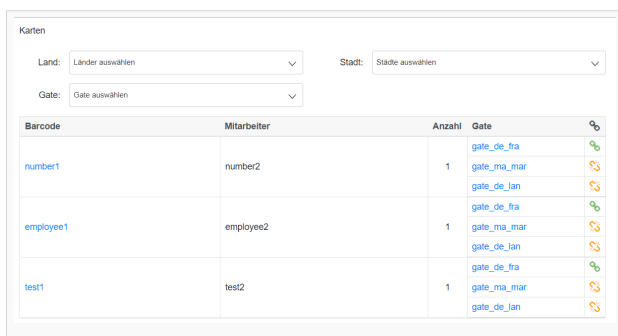 Karten
Land: Länder auswählen Stadt: Städte auswählen
Gate: Gate auswählen
Barcode Mitarbeiter Anzahl Gate
gate_de_fra
number1 number2 1 gate_ma_mar
gate_de_lan
gate_de_fra
employee1 employee2 1 gate_ma_mar
gate_de_lan
gate_de_fra
test1 test2 1 gate_ma_mar
gate_de_lan